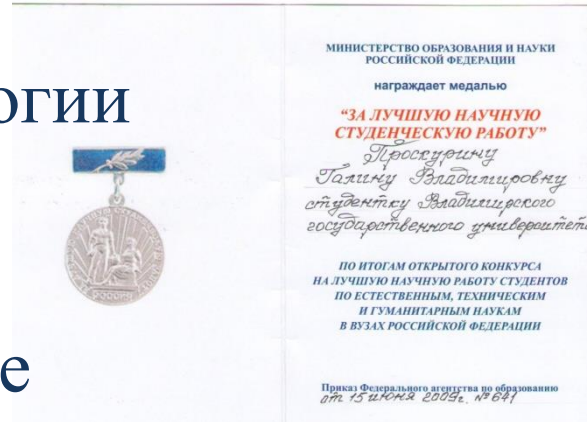 огии
е
МИНИСТЕРСТВО ОБРАЗОВАНИЯ И НАУКИ
РОССИЙСКОЙ ФЕДЕРАЦИИ
награждает медалью
“ЗА ЛУЧШУЮ НАУЧНУЮ
СТУДЕНЧЕСКУЮ РАБОТУ”
Проскурину
Галину Владимировну
студентку Владимирского
государственного университета
ПО ИТОГАМ ОТКРЫТОГО КОНКУРСА
НА ЛУЧШУЮ НАУЧНУЮ РАБОТУ СТУДЕНТОВ
ПО ЕСТЕСТВЕННЫМ, ТЕХНИЧЕСКИМ
И ГУМАНИТАРНЫМ НАУКАМ
В ВУЗАХ РОССИЙСКОЙ ФЕДЕРАЦИИ
Приказ Федерального агентства по образованию
от 15 июня 2009г. № 641